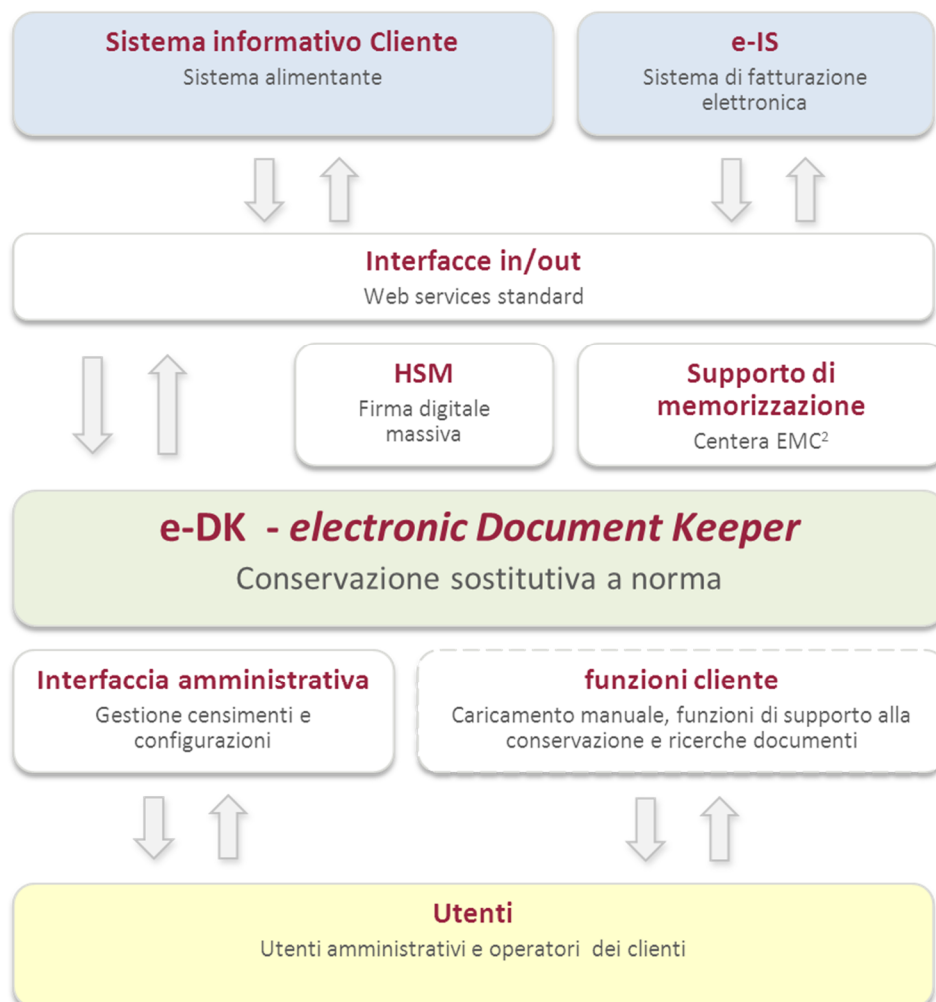 Sistema informativo Cliente
Sistema alimentante
e-IS
Sistema di fatturazione
elettronica
Interfacce in/out
Web services standard
HSM
Firma digitale
massiva
Supporto di
memorizzazione
Centera EMC²
e-DK - electronic Document Keeper
Conservazione sostitutiva a norma
Interfaccia amministrativa
Gestione censimenti e
configurazioni
funzioni cliente
Caricamento manuale, funzioni di supporto alla
conservazione e ricerche documenti
Utenti
Utenti amministrativi e operatori dei clienti